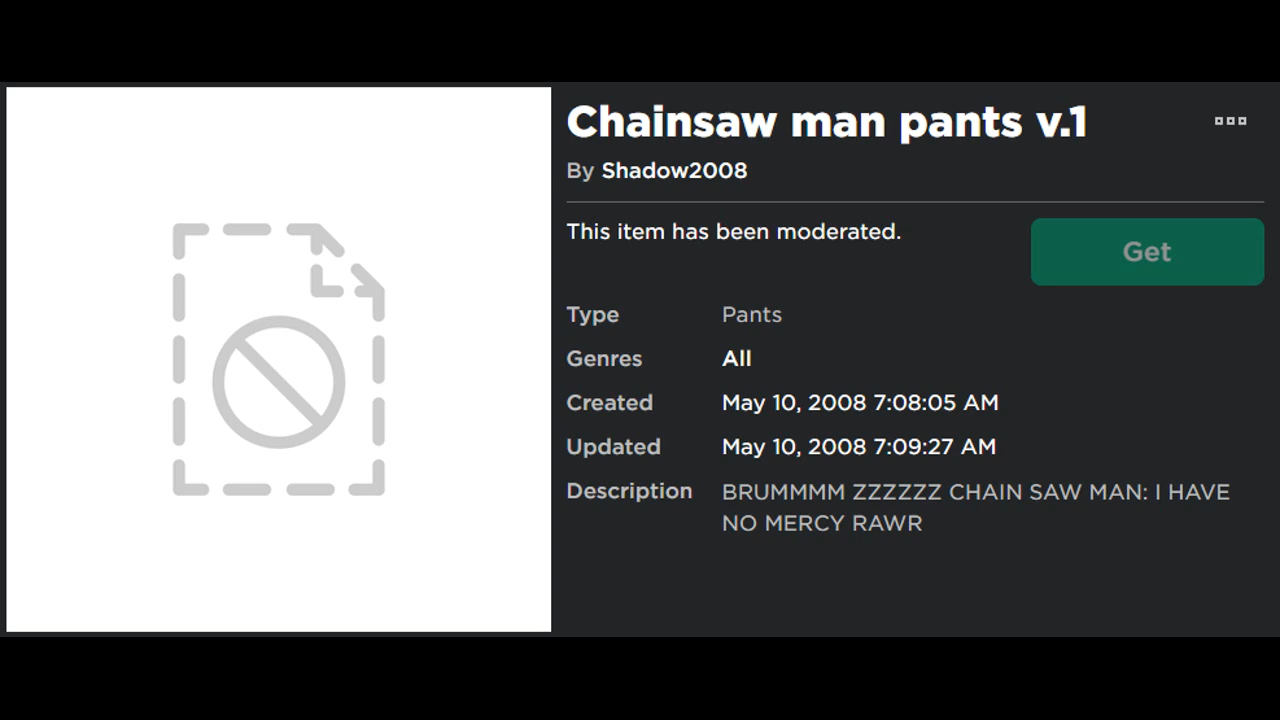 Chainsaw man pants v.1
By Shadow2008
This item has been moderated.
Get
Type Pants
Genres All
Created May 10, 2008 7:08:05 AM
Updated May 10, 2008 7:09:27 AM
Description BRUMMMM ZZZZZZ CHAIN SAW MAN: I HAVE
NO MERCY RAWR